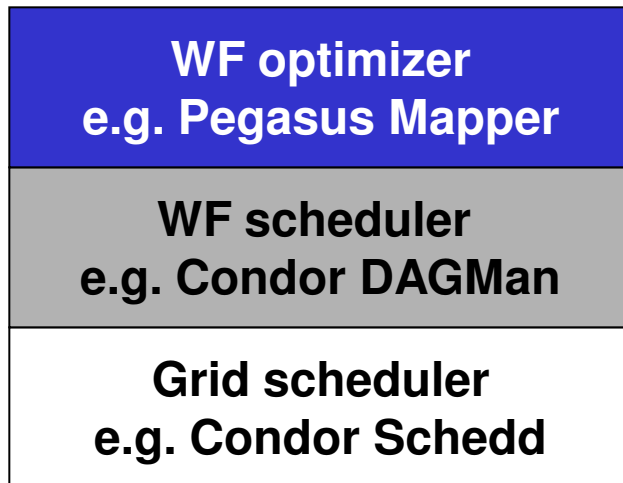 WF optimizer
e.g. Pegasus Mapper
WF scheduler
e.g. Condor DAGMan
Grid scheduler
e.g. Condor Schedd